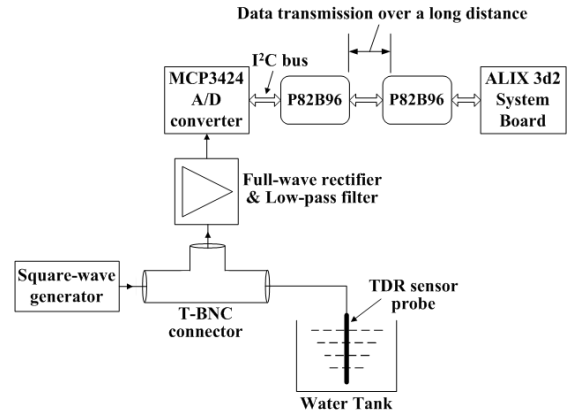 Data transmission over a long distance
I²C bus
MCP3424
A/D
converter
P82B96
P82B96
ALIX 3d2
System
Board
Full-wave rectifier
& Low-pass filter
Square-wave
generator
T-BNC
connector
TDR sensor
probe
Water Tank